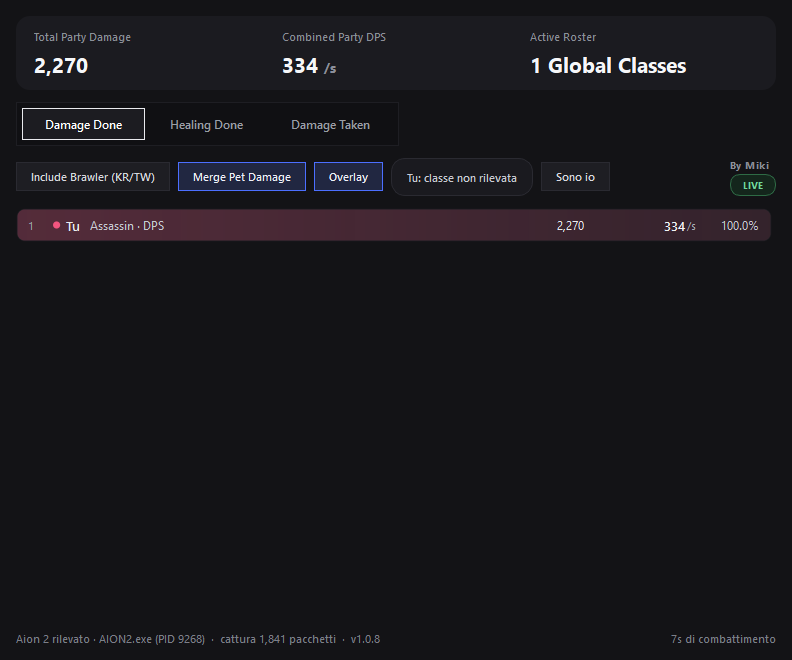 Total Party Damage
Combined Party DPS
Active Roster
2,270
334 /s
1 Global Classes
Damage Done
Healing Done
Damage Taken
Include Brawler (KR/TW)
Merge Pet Damage
Overlay
Tu: classe non rilevata
Sono io
By Miki
LIVE
1 Tu Assassin · DPS 2,270 334/s 100.0%
Aion 2 rilevato · AION2.exe (PID 9268) · cattura 1,841 pacchetti · v1.0.8
7s di combattimento